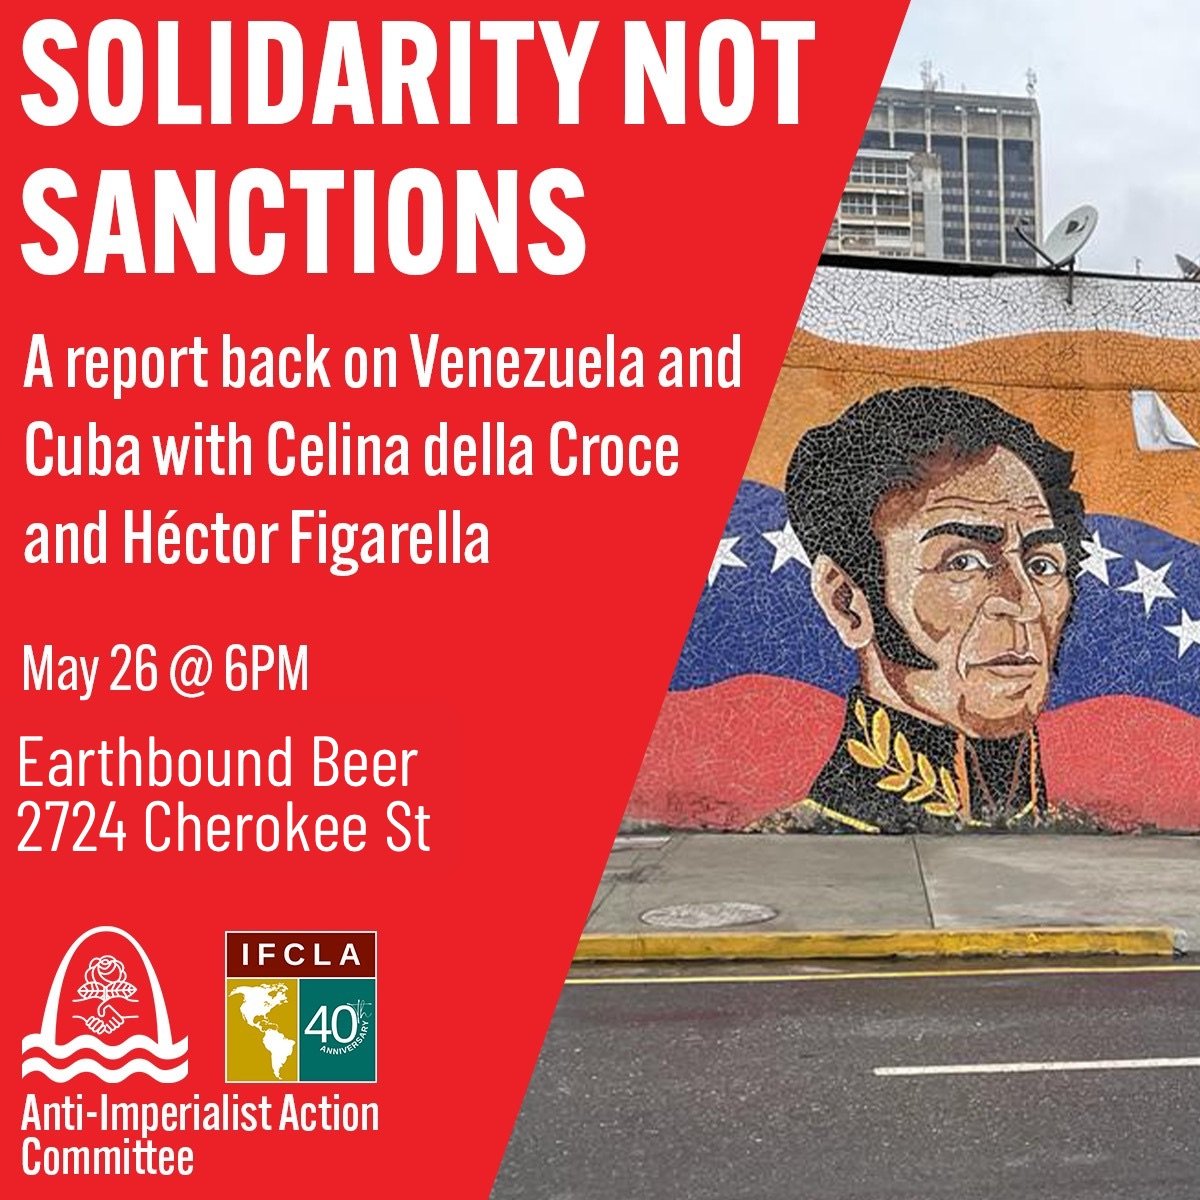 SOLIDARITY NOT
SANCTIONS
A report back on Venezuela and
Cuba with Celina della Croce
and Héctor Figarella
May 26 @ 6PM
Earthbound Beer
2724 Cherokee St
IFCLA
40th
ANNIVERSARY
Anti-Imperialist Action
Committee